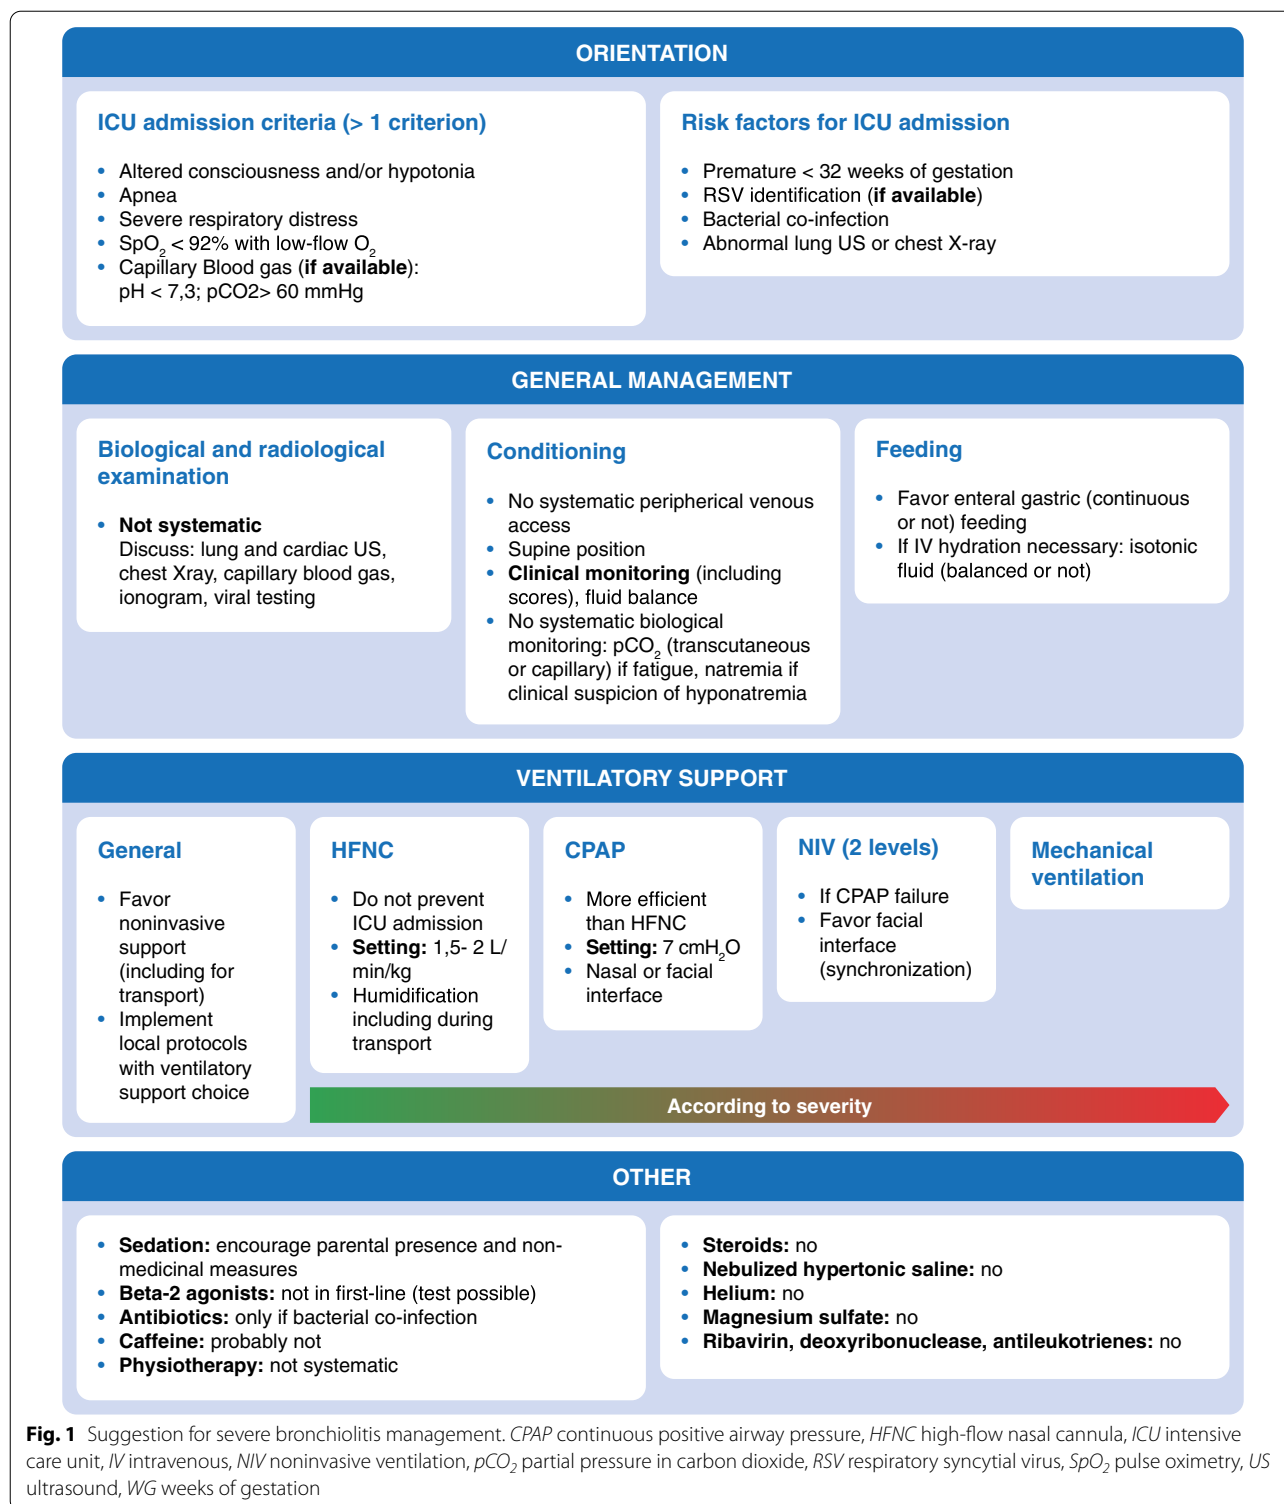 ORIENTATION
ICU admission criteria (> 1 criterion)
• Altered consciousness and/or hypotonia
• Apnea
• Severe respiratory distress
• SpO2 < 92% with low-flow O2
• Capillary Blood gas (if available):
pH < 7,3; pCO2> 60 mmHg
Risk factors for ICU admission
• Premature < 32 weeks of gestation
• RSV identification (if available)
• Bacterial co-infection
• Abnormal lung US or chest X-ray
GENERAL MANAGEMENT
Biological and radiological
examination
• Not systematic
Discuss: lung and cardiac US,
chest Xray, capillary blood gas,
ionogram, viral testing
Conditioning
• No systematic peripherical venous
access
• Supine position
• Clinical monitoring (including
scores), fluid balance
• No systematic biological
monitoring: pCO2 (transcutaneous
or capillary) if fatigue, natremia if
clinical suspicion of hyponatremia
Feeding
• Favor enteral gastric (continuous
or not) feeding
• If IV hydration necessary: isotonic
fluid (balanced or not)
VENTILATORY SUPPORT
General
• Favor
noninvasive
support
(including for
transport)
• Implement
local protocols
with ventilatory
support choice
HFNC
• Do not prevent
ICU admission
• Setting: 1,5- 2 L/
min/kg
• Humidification
including during
transport
CPAP
• More efficient
than HFNC
• Setting: 7 cmH2O
• Nasal or facial
interface
NIV (2 levels)
• If CPAP failure
• Favor facial
interface
(synchronization)
Mechanical
ventilation
According to severity
OTHER
• Sedation: encourage parental presence and non-
medicinal measures
• Beta-2 agonists: not in first-line (test possible)
• Antibiotics: only if bacterial co-infection
• Caffeine: probably not
• Physiotherapy: not systematic
• Steroids: no
• Nebulized hypertonic saline: no
• Helium: no
• Magnesium sulfate: no
• Ribavirin, deoxyribonuclease, antileukotrienes: no
Fig. 1 Suggestion for severe bronchiolitis management. CPAP continuous positive airway pressure, HFNC high-flow nasal cannula, ICU intensive
care unit, IV intravenous, NIV noninvasive ventilation, pCO2 partial pressure in carbon dioxide, RSV respiratory syncytial virus, SpO2 pulse oximetry, US
ultrasound, WG weeks of gestation